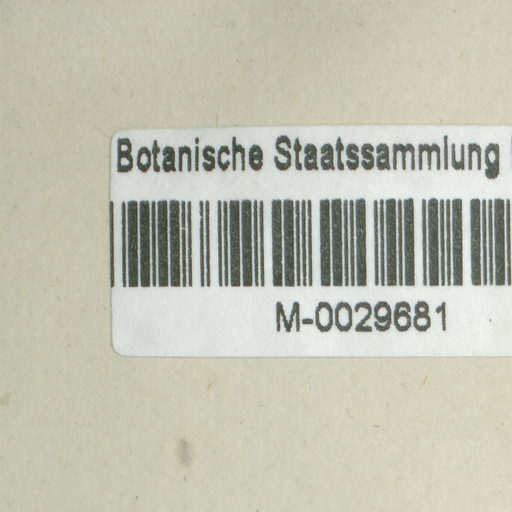 Botanische Staatssammlung
M-0029681